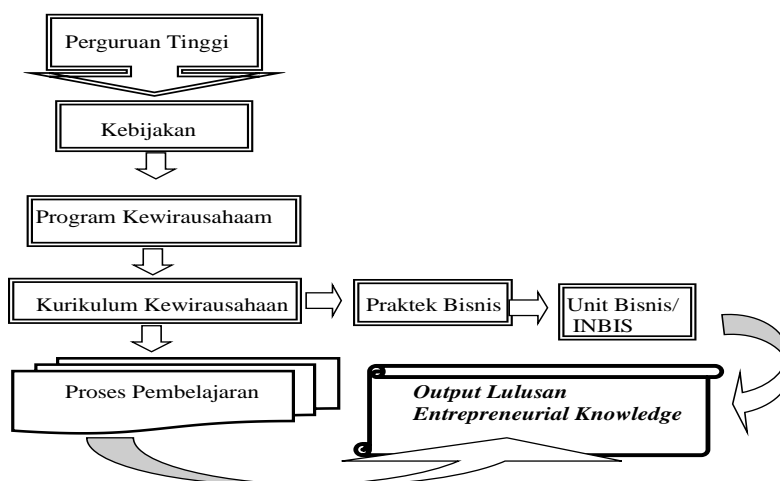 Perguruan Tinggi
Kebijakan
Program Kewirausahaam
Kurikulum Kewirausahaan
Praktek Bisnis
Unit Bisnis/
INBIS
Proses Pembelajaran
Output Lulusan
Entrepreneurial Knowledge